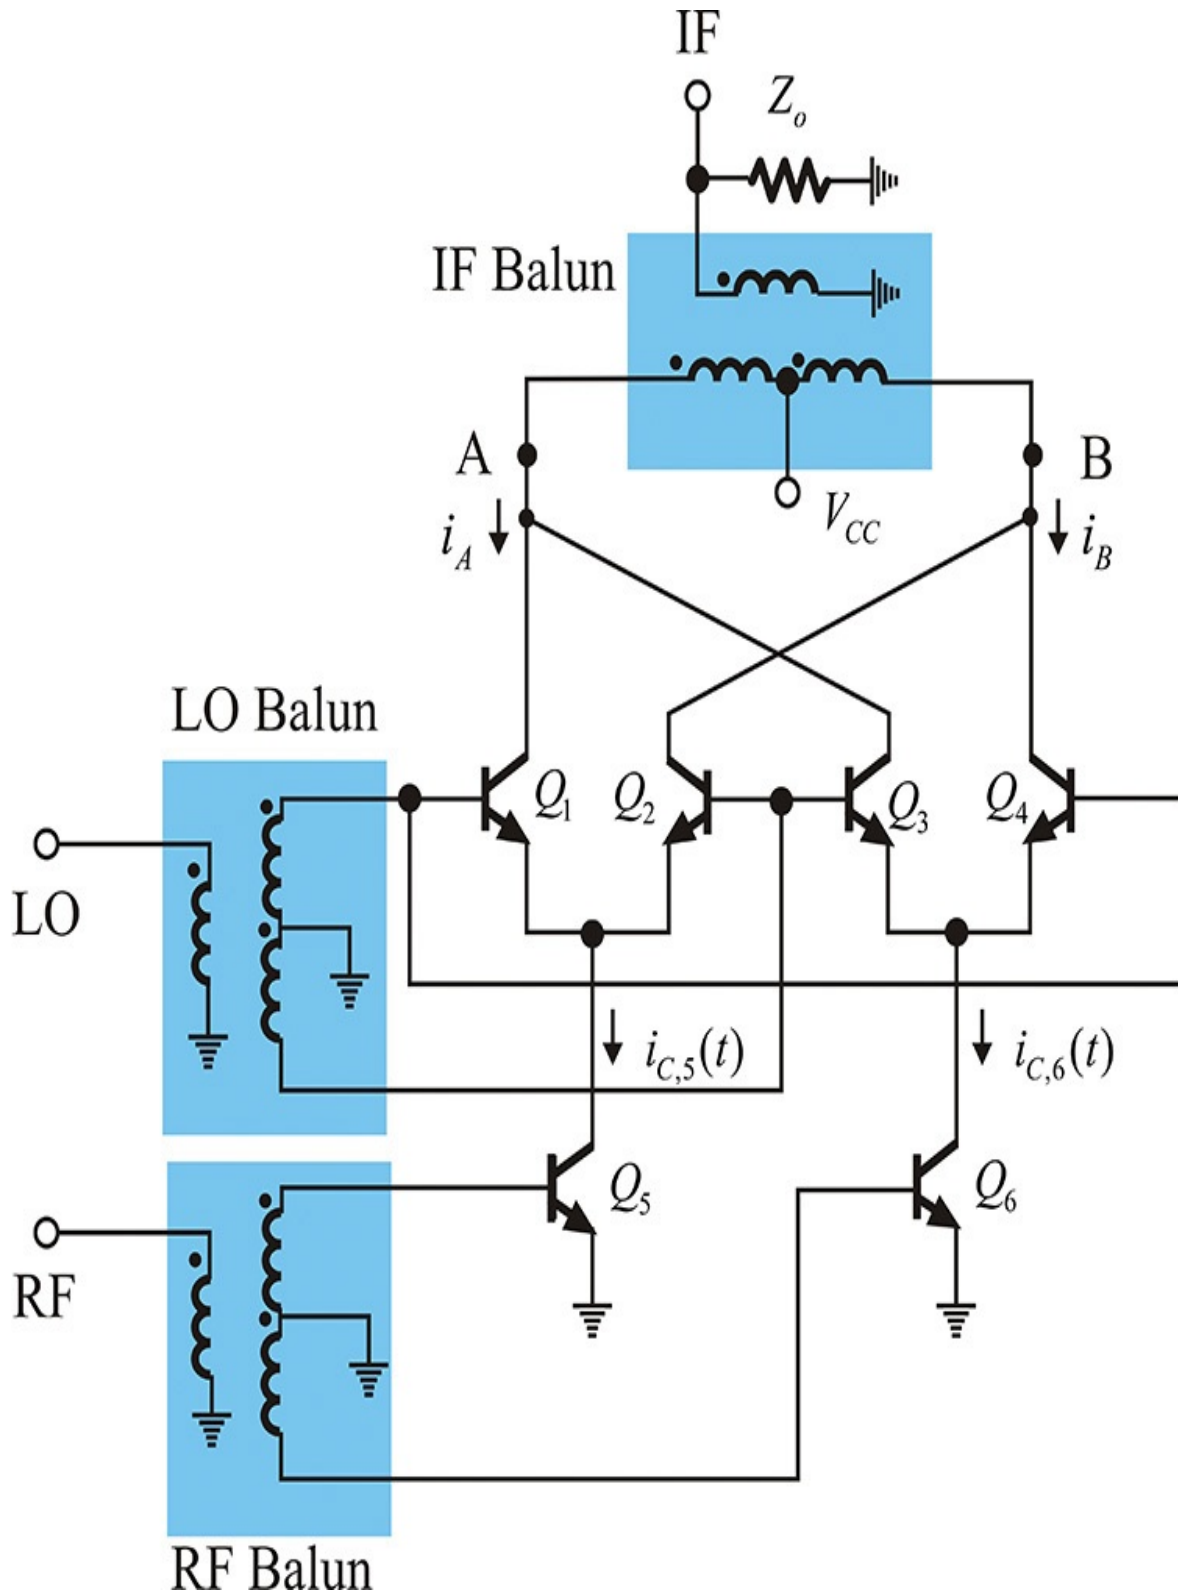 IF
Z_o
IF Balun
A
B
i_A
V_CC
i_B
LO Balun
Q_1
Q_2
Q_3
Q_4
LO
i_C,5(t)
i_C,6(t)
Q_5
Q_6
RF
RF Balun